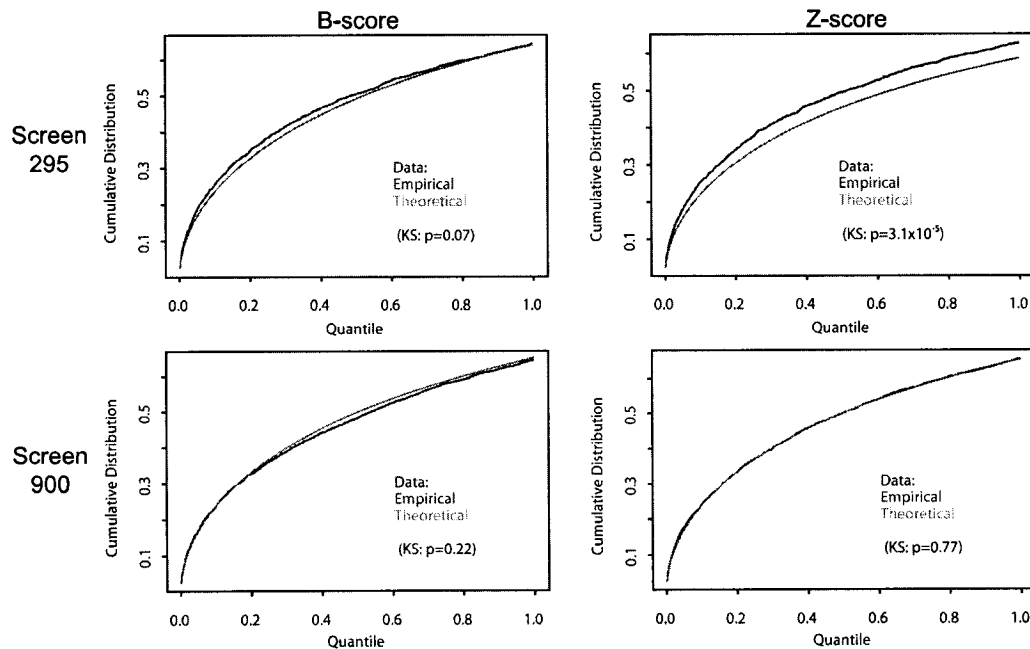 B-score
Z-score
Screen
295
Cumulative Distribution
0.1
0.3
0.5
Data:
Empirical
Theoretical
(KS: p=0.07)
0.0 0.2 0.4 0.6 0.8 1.0
Quantile
Cumulative Distribution
0.1
0.3
0.5
Data:
Empirical
Theoretical
(KS: p=3.1x10⁻⁵)
0.0 0.2 0.4 0.6 0.8 1.0
Quantile
Screen
900
Cumulative Distribution
0.1
0.3
0.5
Data:
Empirical
Theoretical
(KS: p=0.22)
0.0 0.2 0.4 0.6 0.8 1.0
Quantile
Cumulative Distribution
0.1
0.3
0.5
Data:
Empirical
Theoretical
(KS: p=0.77)
0.0 0.2 0.4 0.6 0.8 1.0
Quantile